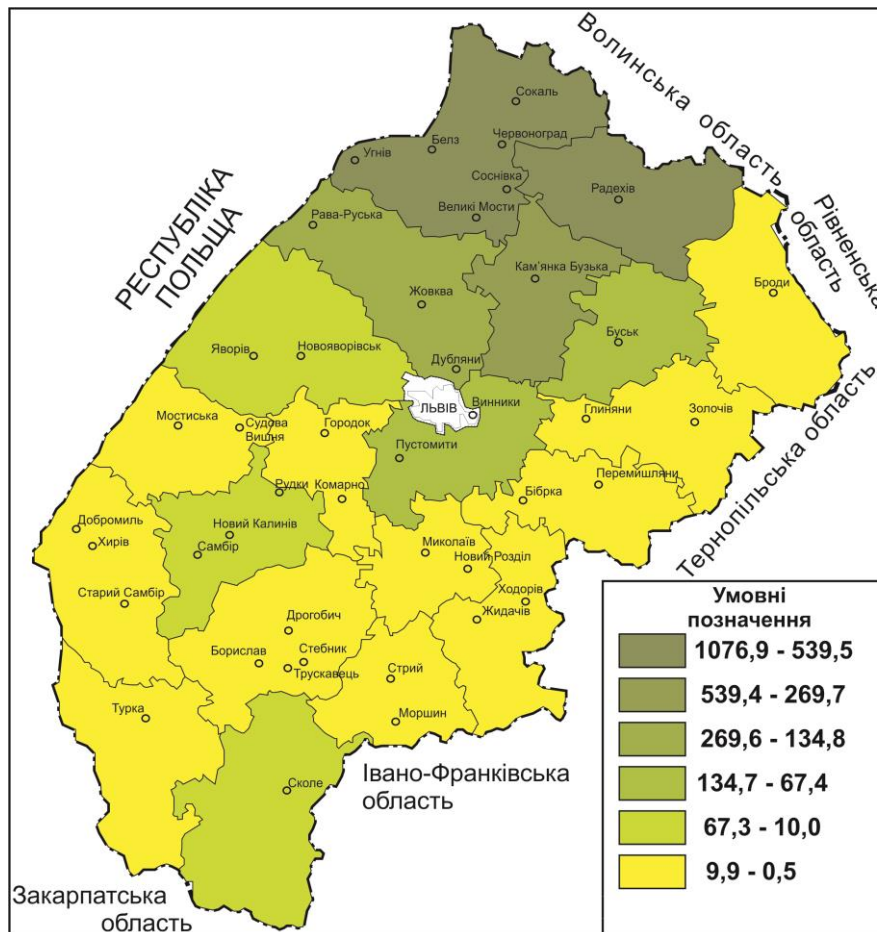 Волинська область
Рівненська
область
РЕСПУБЛІКА
ПОЛЬЩА
Сокаль
Червоноград
Белз
Угнів
Соснівка
Радехів
Великі Мости
Рава-Руська
Кам'янка Бузька
Броди
Жовква
Буськ
Яворів
Новояворівськ
Дубляни
ЛЬВІВ
Винники
Мостиська
Судова
Вишня
Городок
Глиняни
Золочів
Пустомити
Тернопільська область
Рудки
Комарно
Перемишляни
Бібрка
Добромиль
Хирів
Новий Калинів
Самбір
Миколаїв
Новий Розділ
Старий Самбір
Ходорів
Жидачів
Дрогобич
Борислав
Стебник
Трускавець
Стрий
Турка
Моршин
Сколе
Івано-Франківська
область
Закарпатська
область
Умовні
позначення
1076,9 - 539,5
539,4 - 269,7
269,6 - 134,8
134,7 - 67,4
67,3 - 10,0
9,9 - 0,5